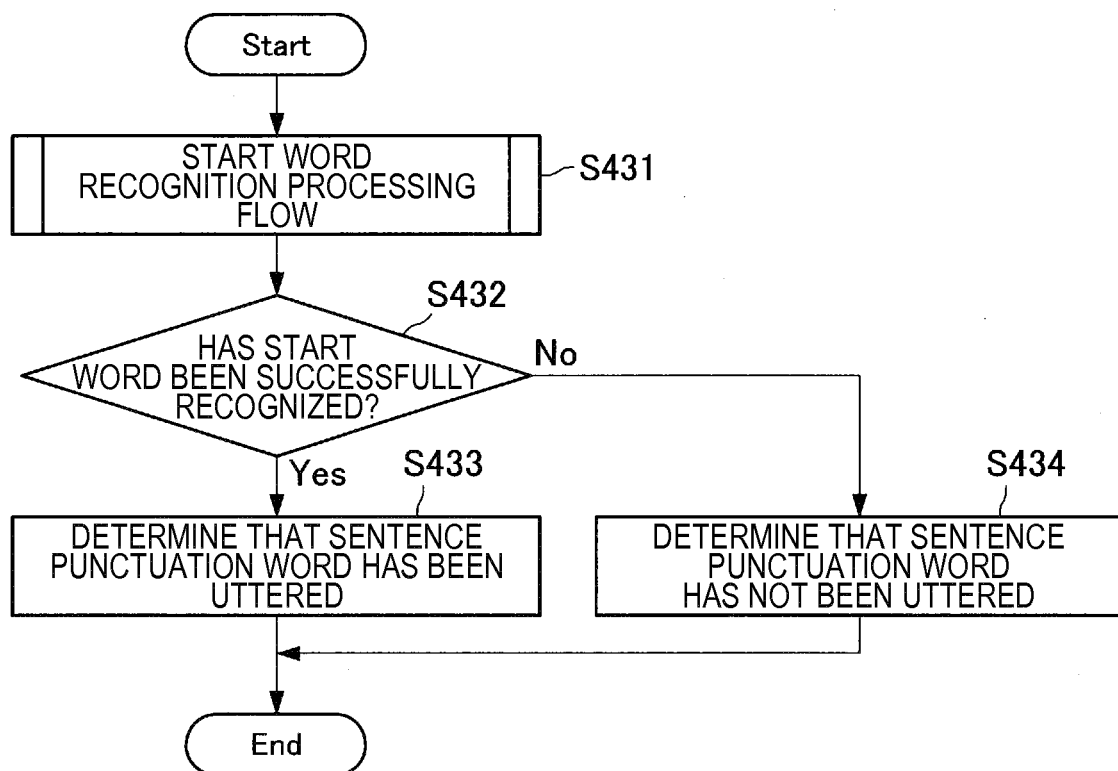 Start
START WORD
RECOGNITION PROCESSING
FLOW
S431
S432
HAS START
WORD BEEN SUCCESSFULLY
RECOGNIZED?
No
Yes
S433
DETERMINE THAT SENTENCE
PUNCTUATION WORD HAS BEEN
UTTERED
S434
DETERMINE THAT SENTENCE
PUNCTUATION WORD
HAS NOT BEEN UTTERED
End